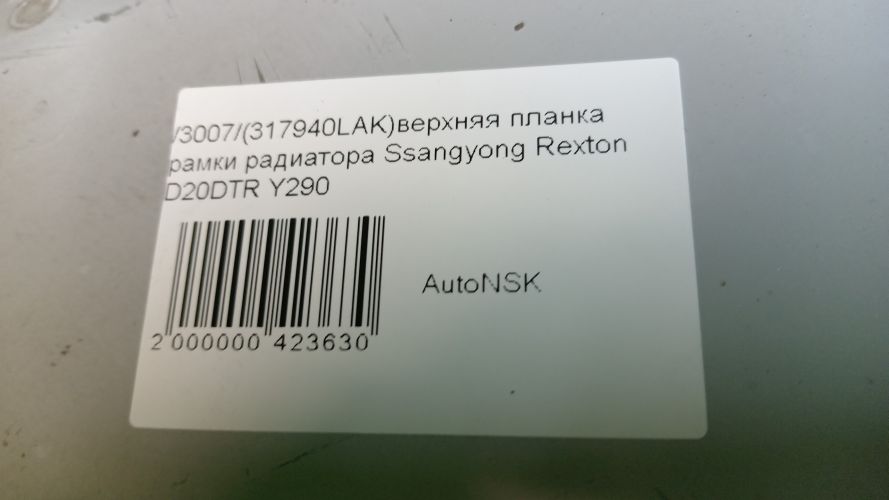 /3007/(317940LAK)верхняя планка
рамки радиатора Ssangyong Rexton
D20DTR Y290
AutoNSK
2 000000 423630